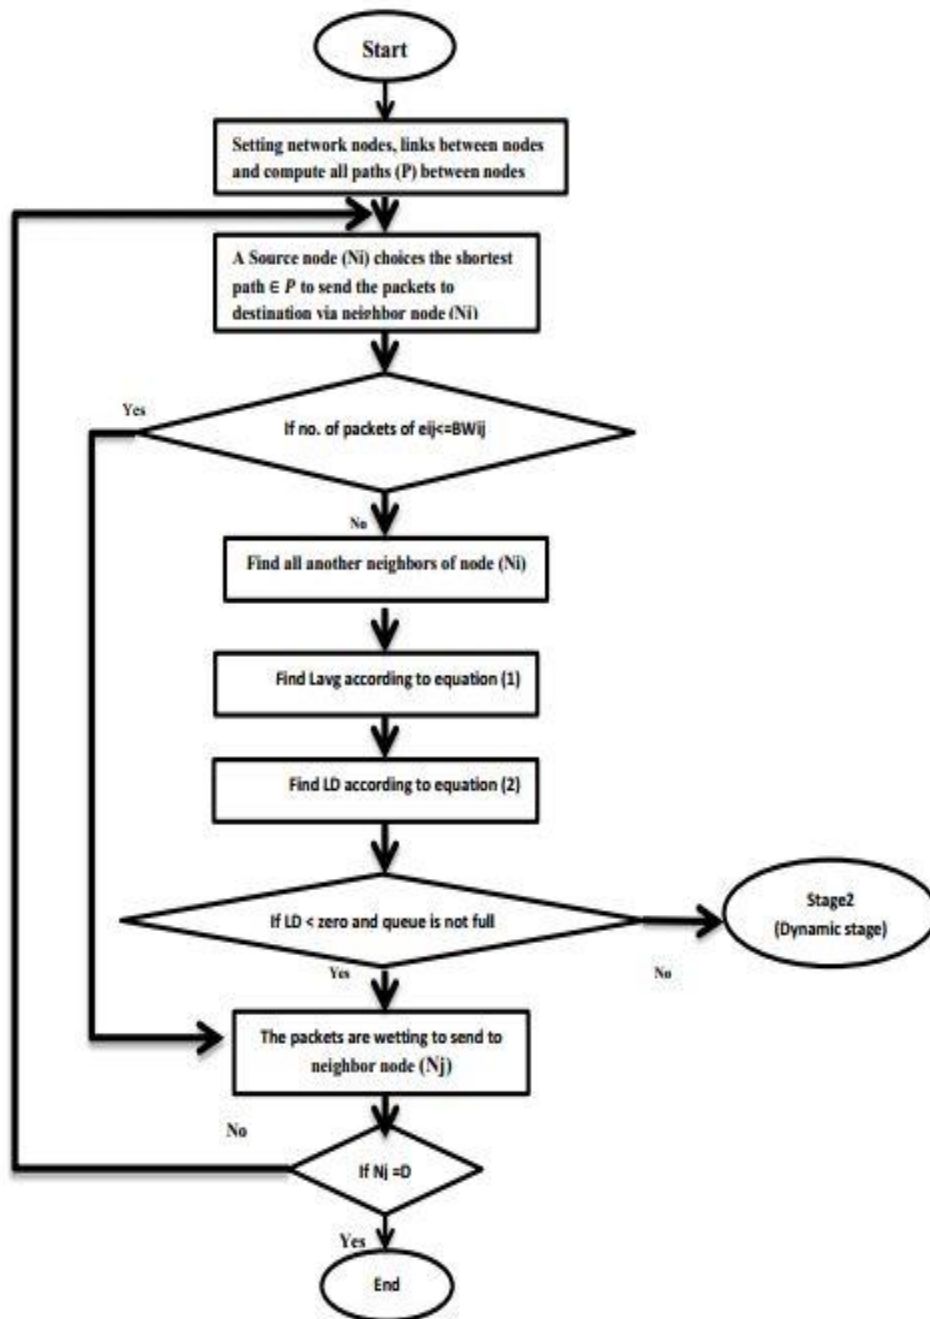 Start
Setting network nodes, links between nodes
and compute all paths (P) between nodes
A Source node (Ni) choices the shortest
path ∈ P to send the packets to
destination via neighbor node (Nj)
Yes
If no. of packets of eij<=BWij
No
Find all another neighbors of node (Ni)
Find Lavg according to equation (1)
Find LD according to equation (2)
Stage2
(Dynamic stage)
If LD < zero and queue is not full
Yes
No
The packets are wetting to send to
neighbor node (Nj)
No
If Nj =D
Yes
End